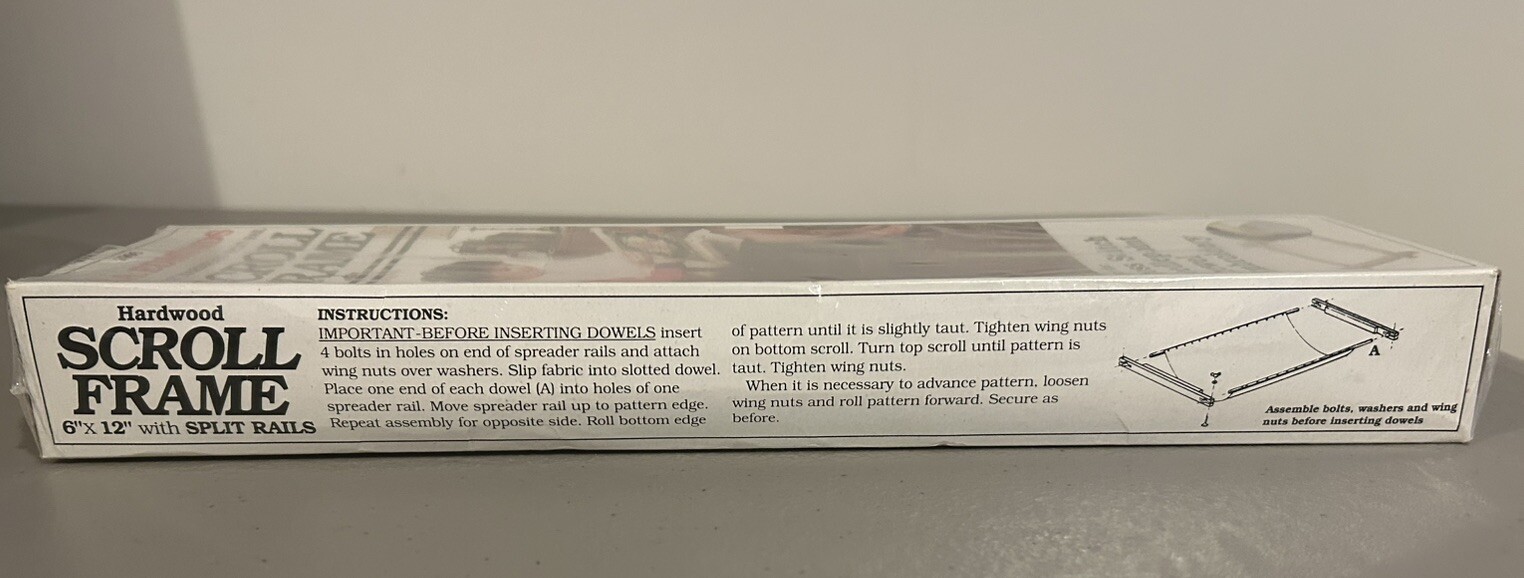 SCROLL
FRAME
Hardwood
SCROLL
FRAME
6"X 12" with SPLIT RAILS
INSTRUCTIONS:
IMPORTANT-BEFORE INSERTING DOWELS insert
4 bolts in holes on end of spreader rails and attach
wing nuts over washers. Slip fabric into slotted dowel.
Place one end of each dowel (A) into holes of one
spreader rail. Move spreader rail up to pattern edge.
Repeat assembly for opposite side. Roll bottom edge
of pattern until it is slightly taut. Tighten wing nuts
on bottom scroll. Turn top scroll until pattern is
taut. Tighten wing nuts.
When it is necessary to advance pattern, loosen
wing nuts and roll pattern forward. Secure as
before.
A
Assemble bolts, washers and wing
nuts before inserting dowels